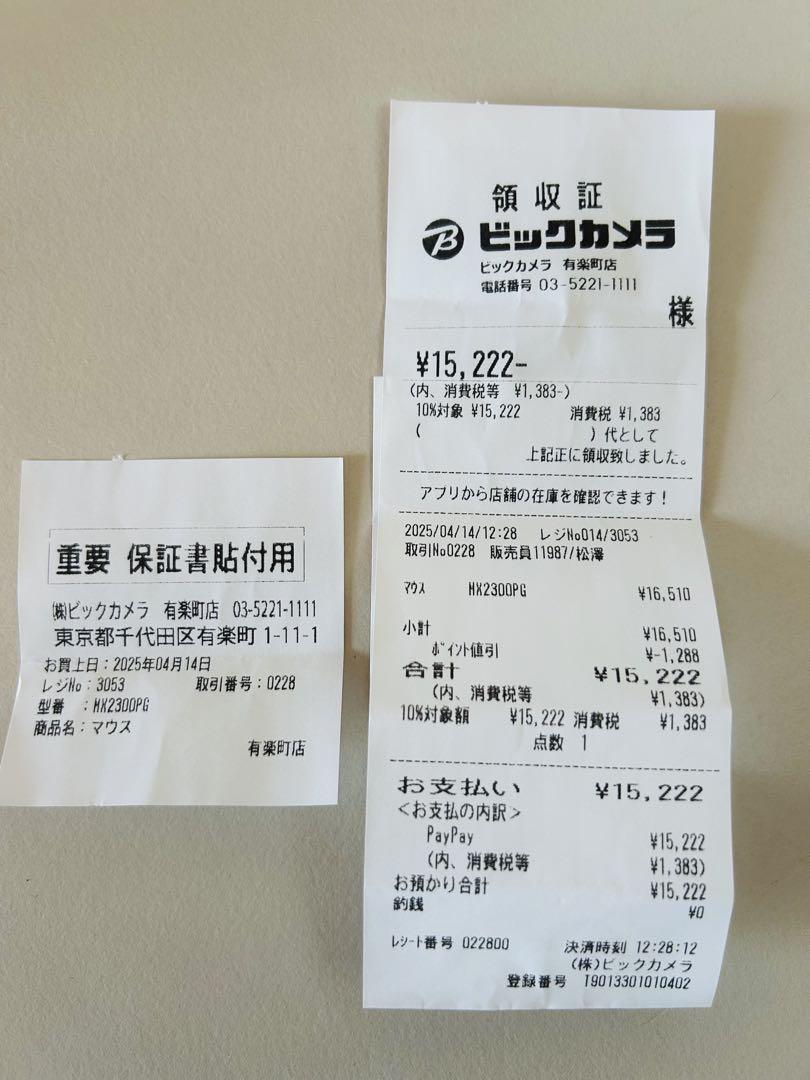 重要 保証書貼付用
㈱ビックカメラ 有楽町店 03-5221-1111
東京都千代田区有楽町 1-11-1
お買上日：2025年04月14日
レジNo：3053 取引番号：0228
型番 ：MX2300PG
商品名：マウス
有楽町店
領収証
ビックカメラ
ビックカメラ 有楽町店
電話番号 03-5221-1111
様
¥15,222-
(内、消費税等 ¥1,383-)
10%対象 ¥15,222 消費税 ¥1,383
( )代として
上記正に領収致しました。
アプリから店舗の在庫を確認できます！
2025/04/14/12:28 レジNo014/3053
取引No0228 販売員11987/松澤
ﾏｳｽ MX2300PG ¥16,510
小計 ¥16,510
ﾎﾟｲﾝﾄ値引 ¥-1,288
合計 ¥15,222
(内、消費税等 ¥1,383)
10%対象額 ¥15,222 消費税 ¥1,383
点数 1
お支払い ¥15,222
<お支払の内訳>
PayPay ¥15,222
(内、消費税等 ¥1,383)
お預かり合計 ¥15,222
釣銭 ¥0
ﾚｼｰﾄ番号 022800 決済時刻 12:28:12
(株)ビックカメラ
登録番号 T9013301010402